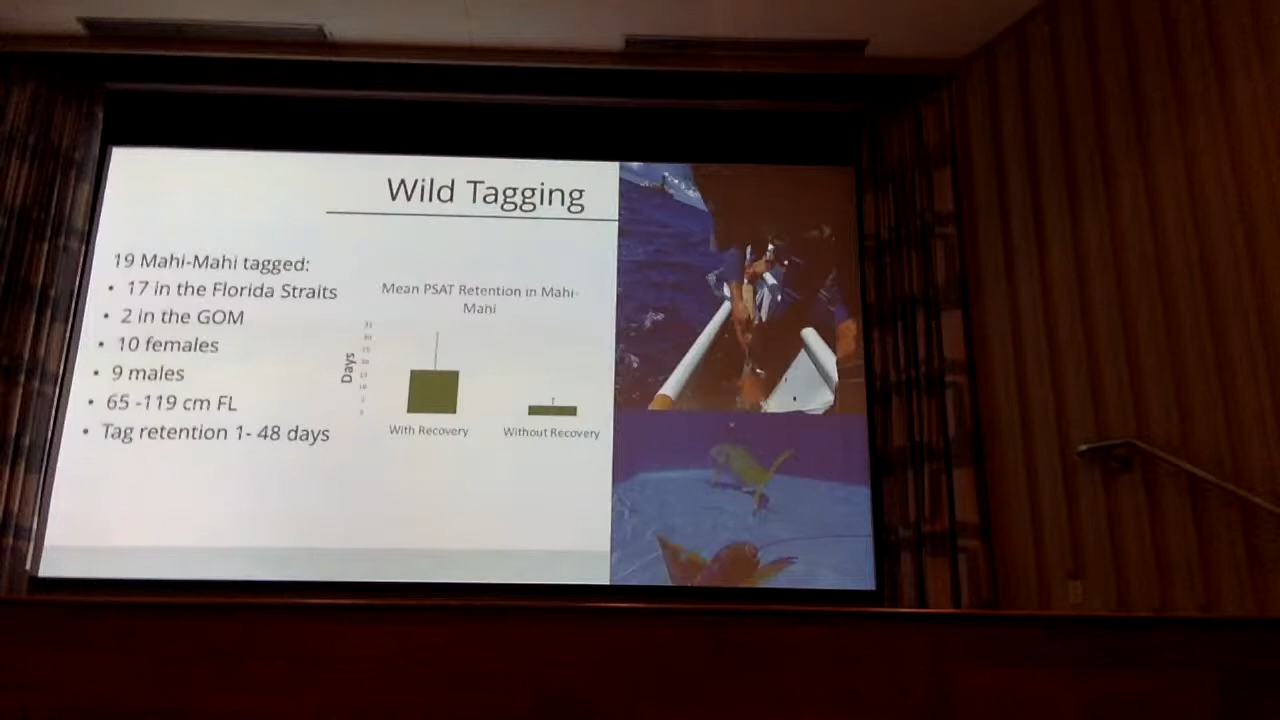 Wild Tagging
19 Mahi-Mahi tagged:
• 17 in the Florida Straits
• 2 in the GOM
• 10 females
• 9 males
• 65 -119 cm FL
• Tag retention 1- 48 days
Mean PSAT Retention in Mahi-
Mahi
Days
With Recovery
Without Recovery